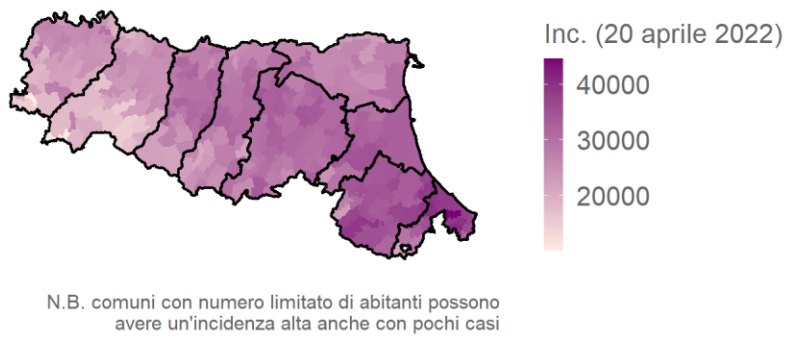 Inc. (20 aprile 2022)
40000
30000
20000
N.B. comuni con numero limitato di abitanti possono
avere un'incidenza alta anche con pochi casi